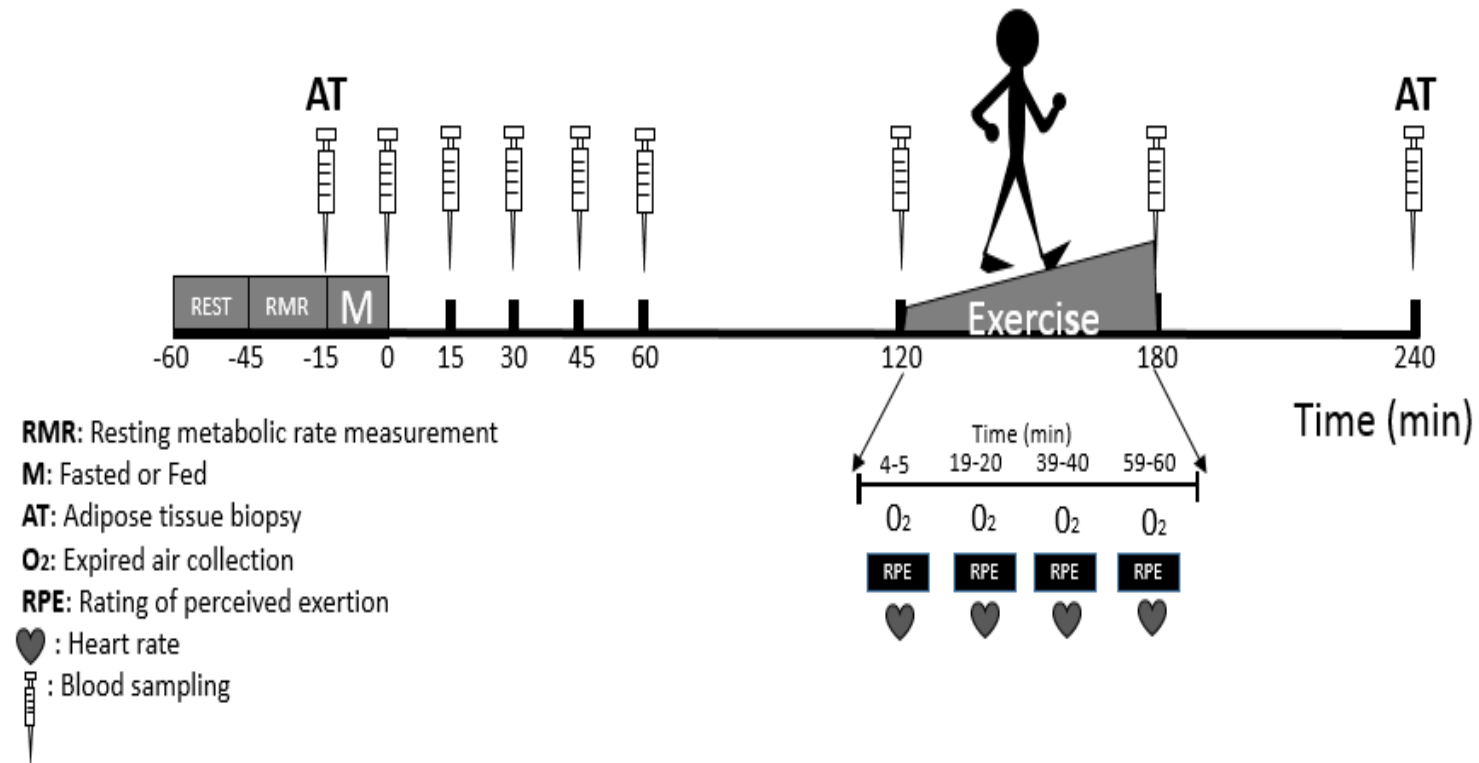 AT
AT
REST RMR M
Exercise
-60 -45 -15 0 15 30 45 60 120 180 240
Time (min)
RMR: Resting metabolic rate measurement
M: Fasted or Fed
AT: Adipose tissue biopsy
O2: Expired air collection
RPE: Rating of perceived exertion
: Heart rate
: Blood sampling
Time (min)
4-5 19-20 39-40 59-60
O2 O2 O2 O2
RPE RPE RPE RPE